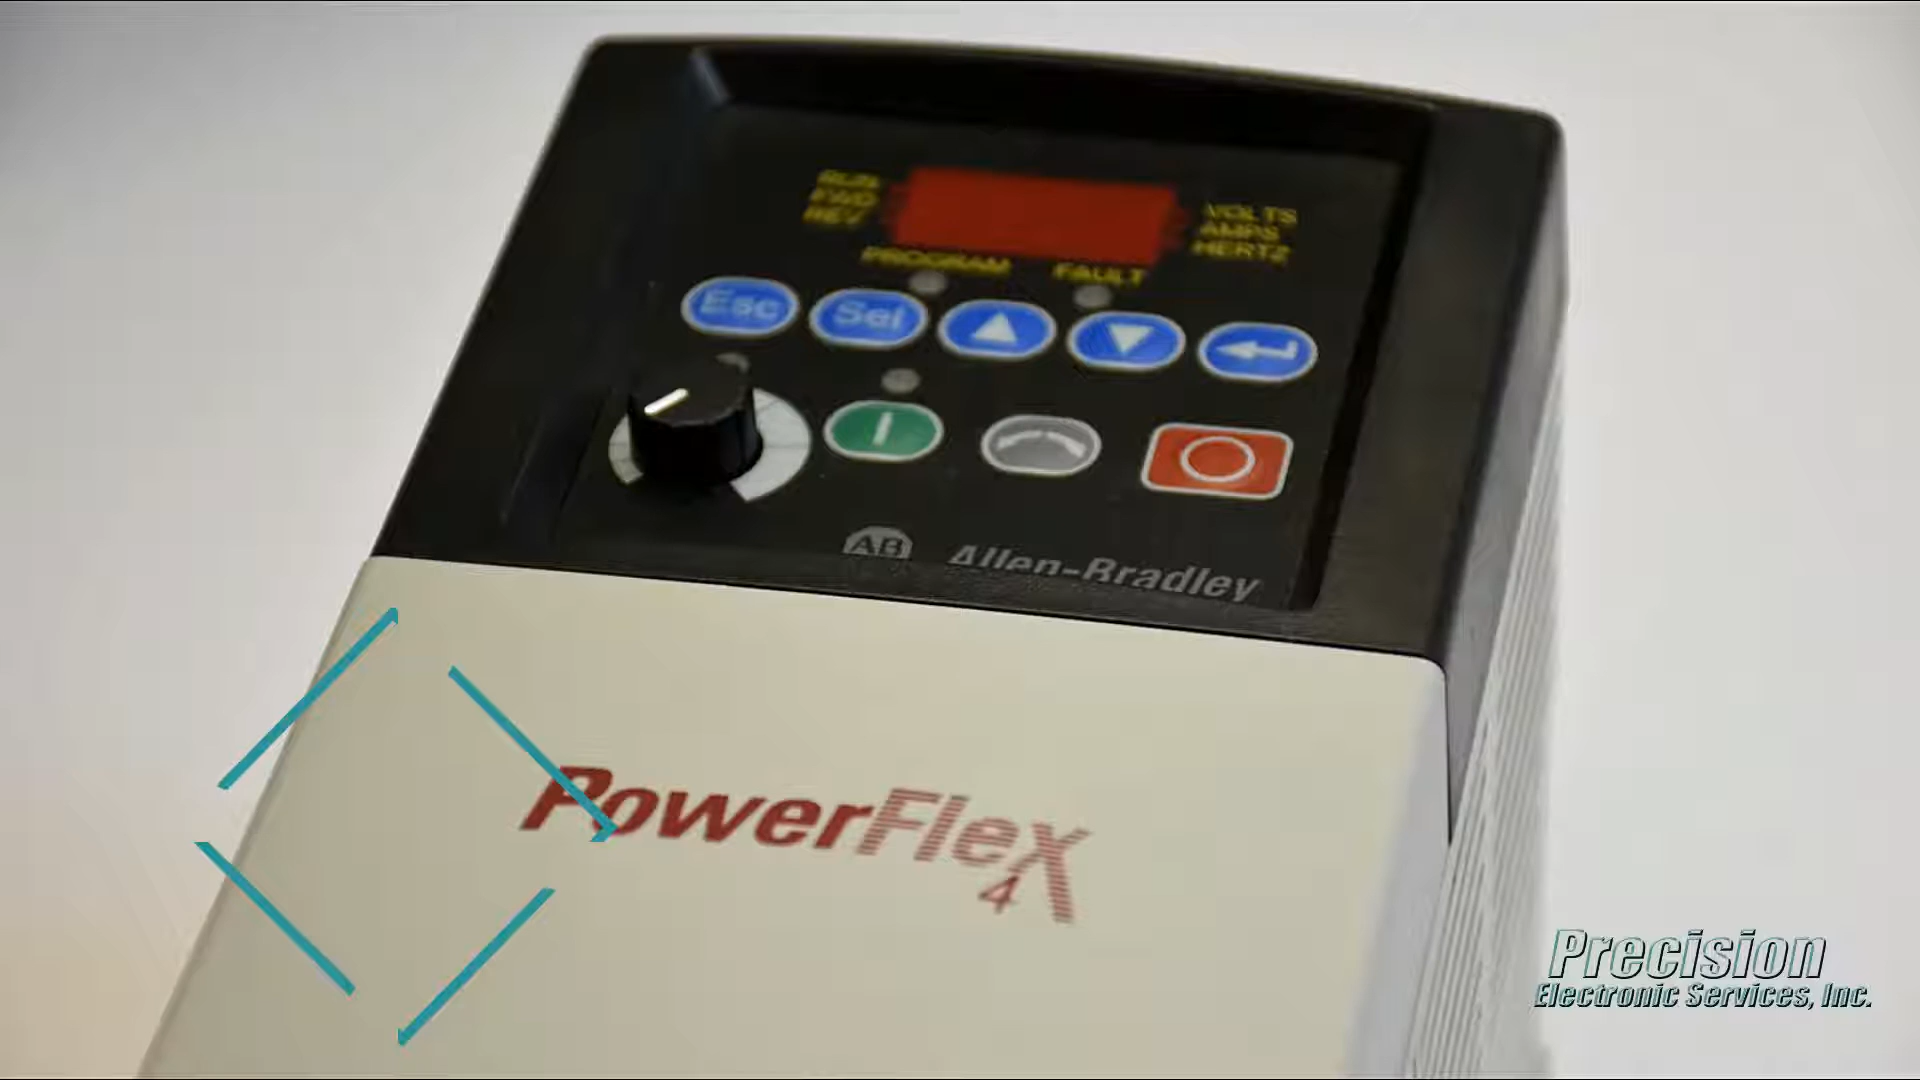 RUN
FWD
REV
VOLTS
AMPS
HERTZ
PROGRAM
FAULT
Esc
Sel
AB
Allen-Bradley
PowerFlex
4
Precision
Electronic Services, Inc.